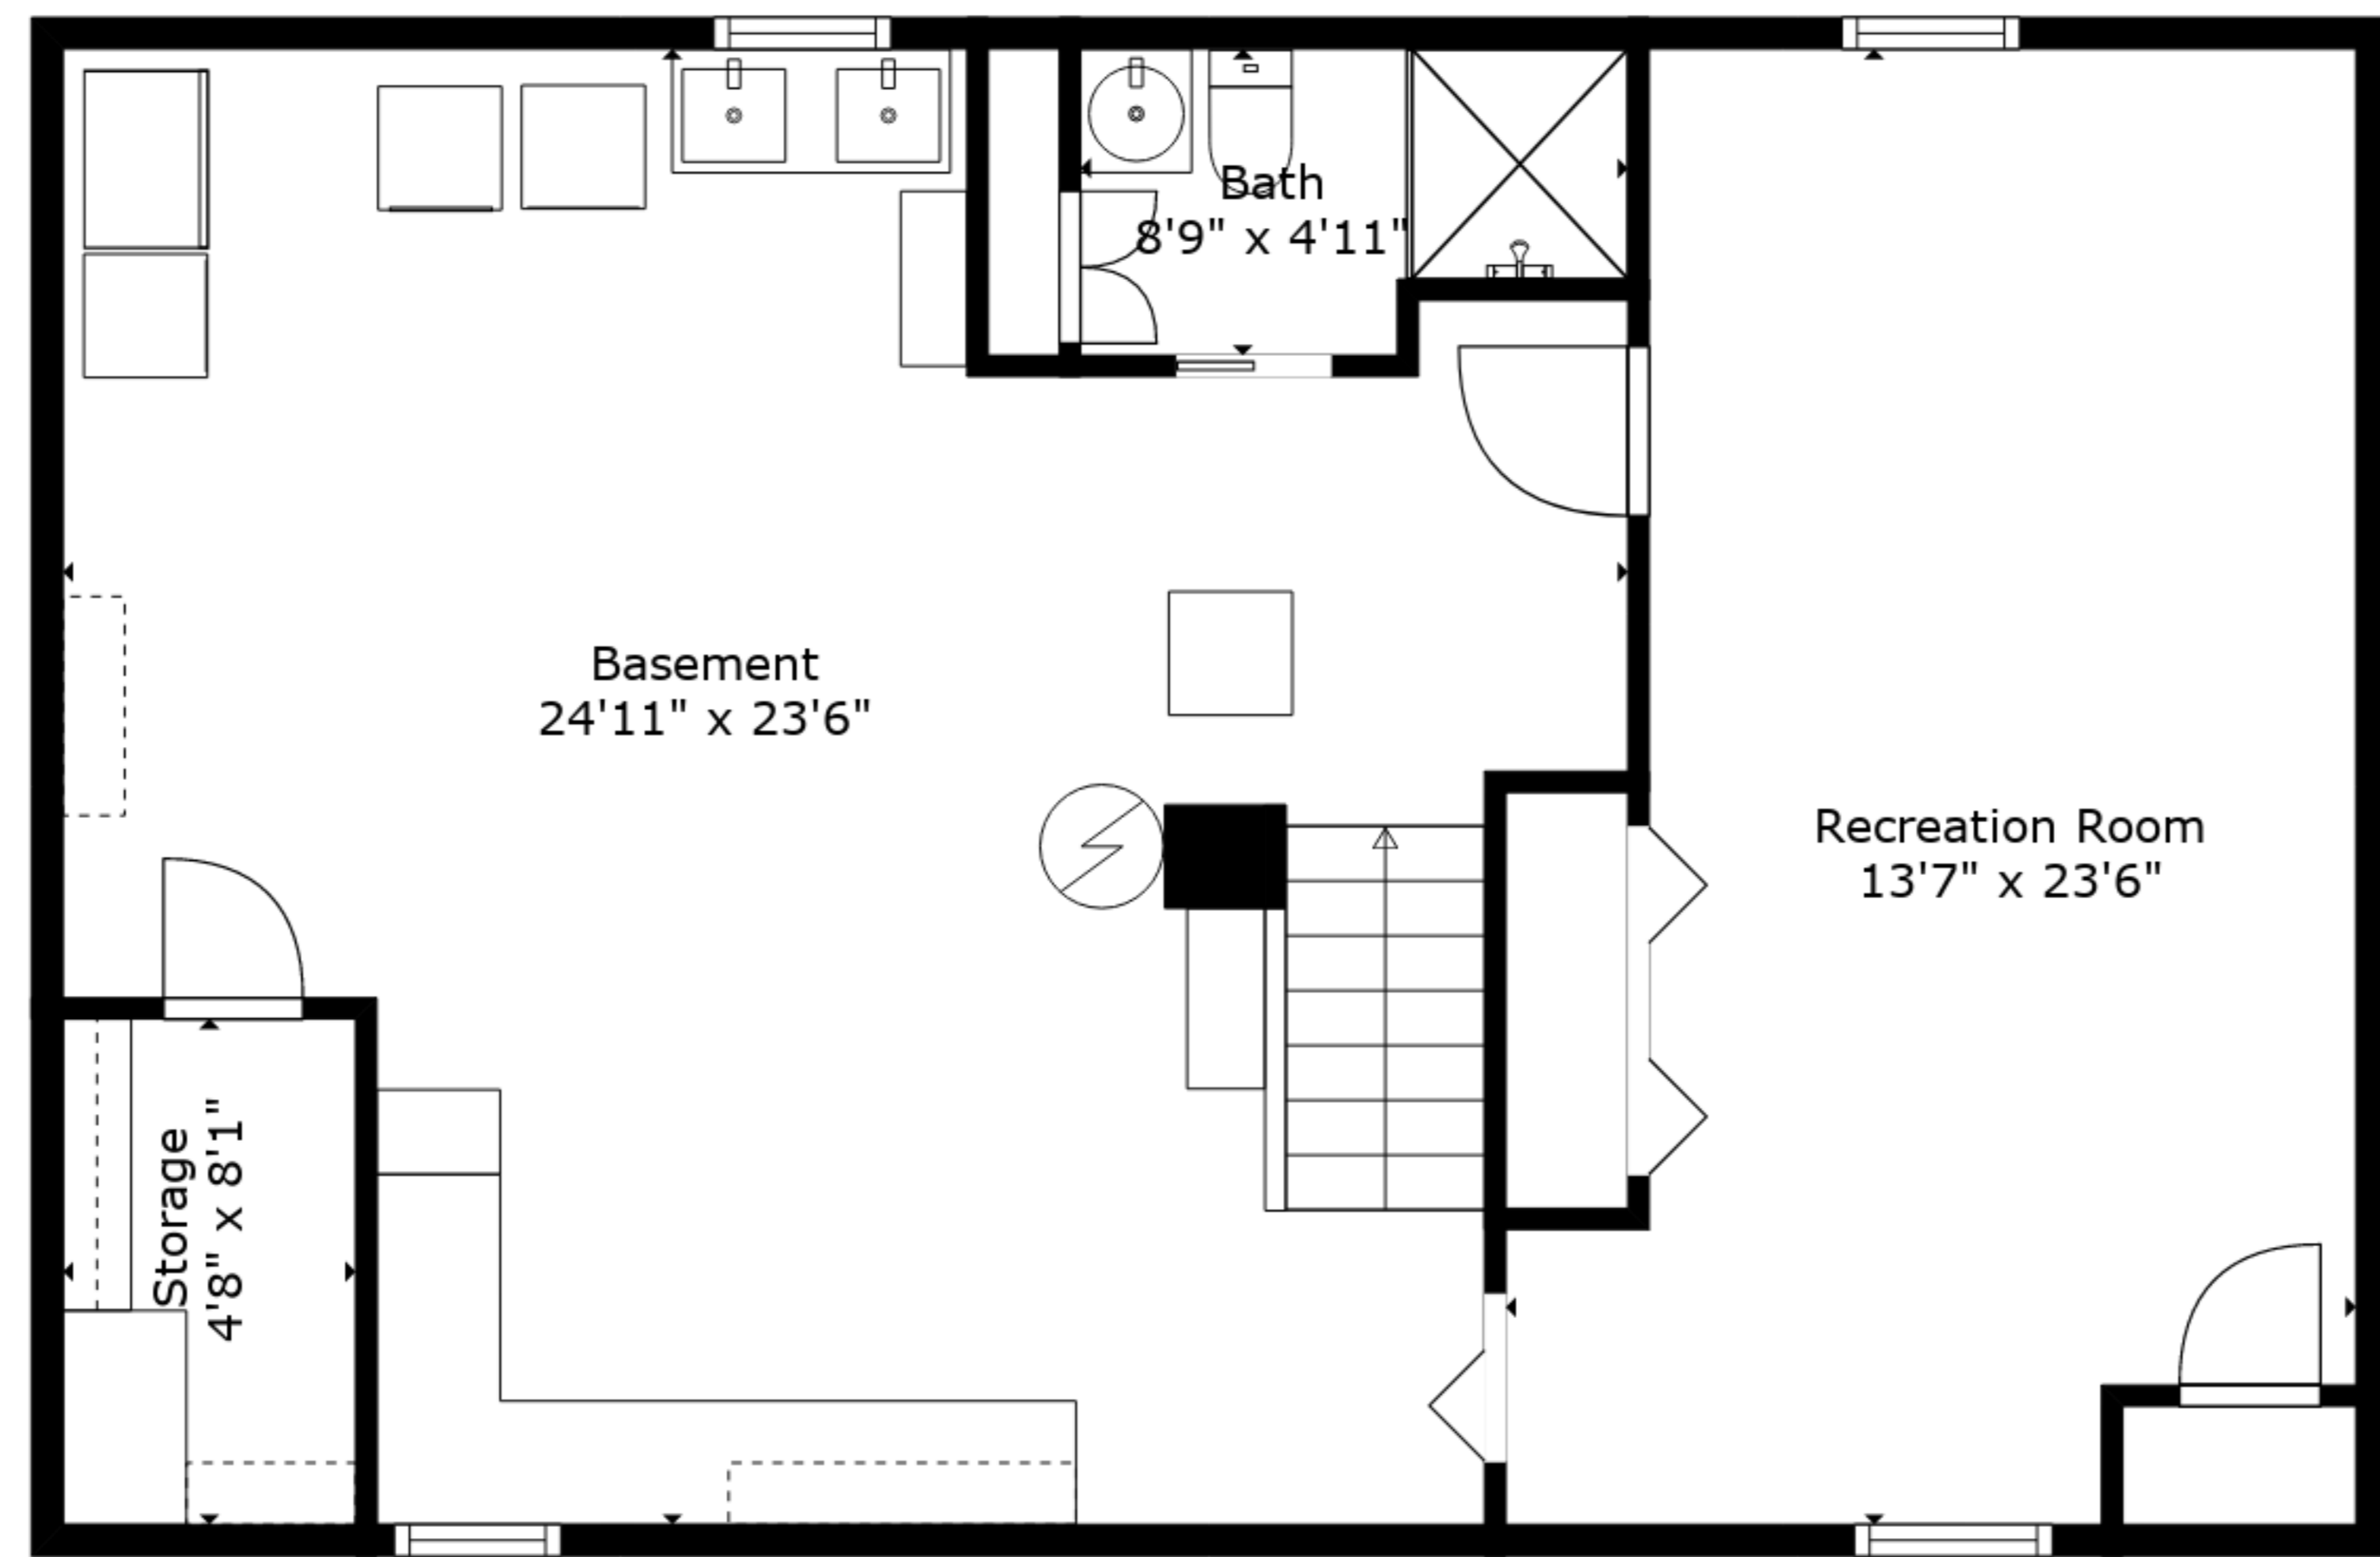 Bath
8'9" x 4'11"
Basement
24'11" x 23'6"
Recreation Room
13'7" x 23'6"
Storage
4'8" x 8'1"